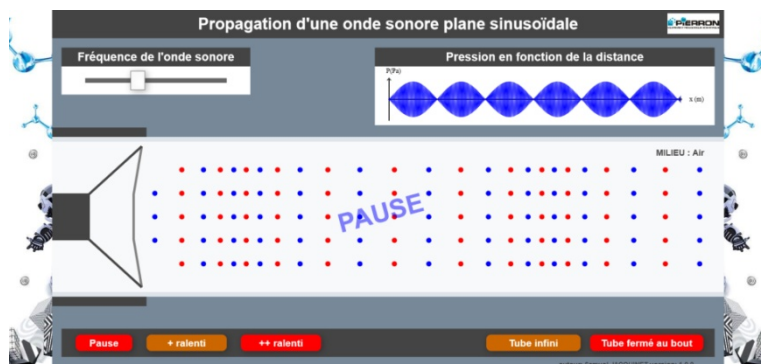 Propagation d'une onde sonore plane sinusoïdale
PIERRON
Fréquence de l'onde sonore
Pression en fonction de la distance
P(Pa)
x (m)
MILIEU : Air
PAUSE
Pause
+ ralenti
++ ralenti
Tube infini
Tube fermé au bout